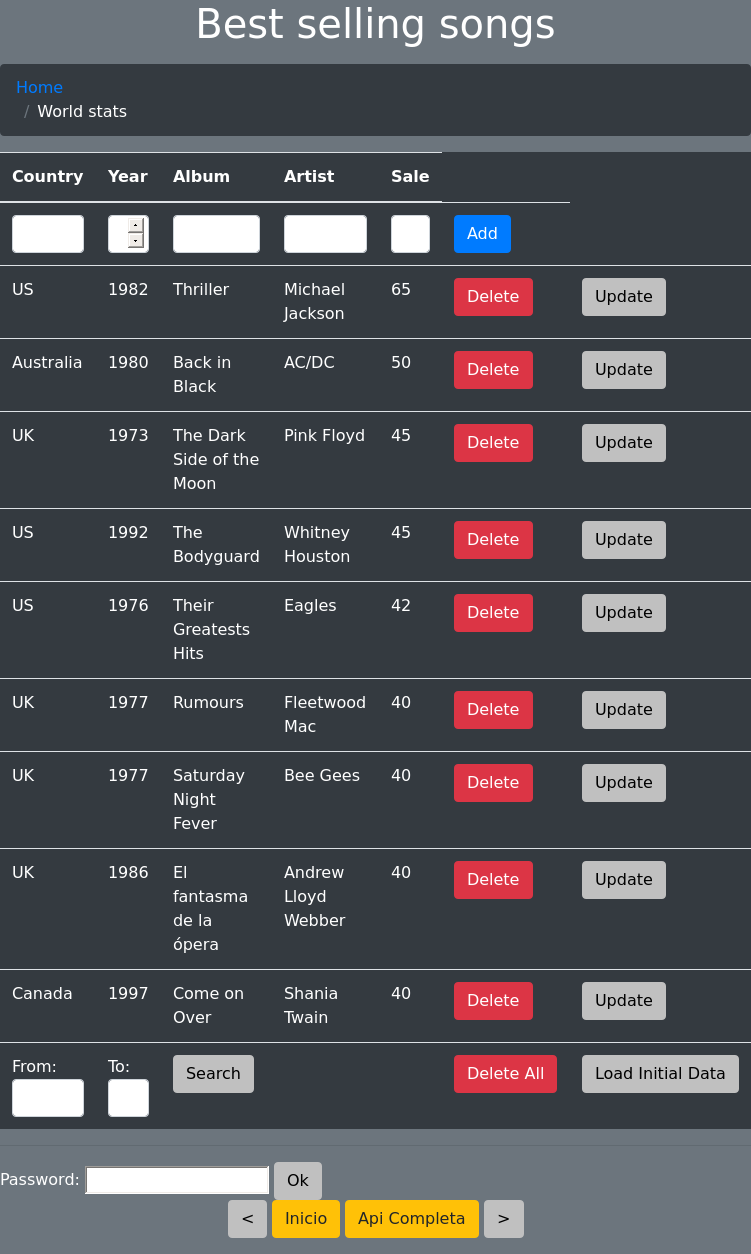 Best selling songs
Home
/ World stats
Country Year Album Artist Sale
Add
US 1982 Thriller Michael Jackson 65 Delete Update
Australia 1980 Back in Black AC/DC 50 Delete Update
UK 1973 The Dark Side of the Moon Pink Floyd 45 Delete Update
US 1992 The Bodyguard Whitney Houston 45 Delete Update
US 1976 Their Greatests Hits Eagles 42 Delete Update
UK 1977 Rumours Fleetwood Mac 40 Delete Update
UK 1977 Saturday Night Fever Bee Gees 40 Delete Update
UK 1986 El fantasma de la ópera Andrew Lloyd Webber 40 Delete Update
Canada 1997 Come on Over Shania Twain 40 Delete Update
From: To: Search Delete All Load Initial Data
Password: Ok
< Inicio Api Completa >